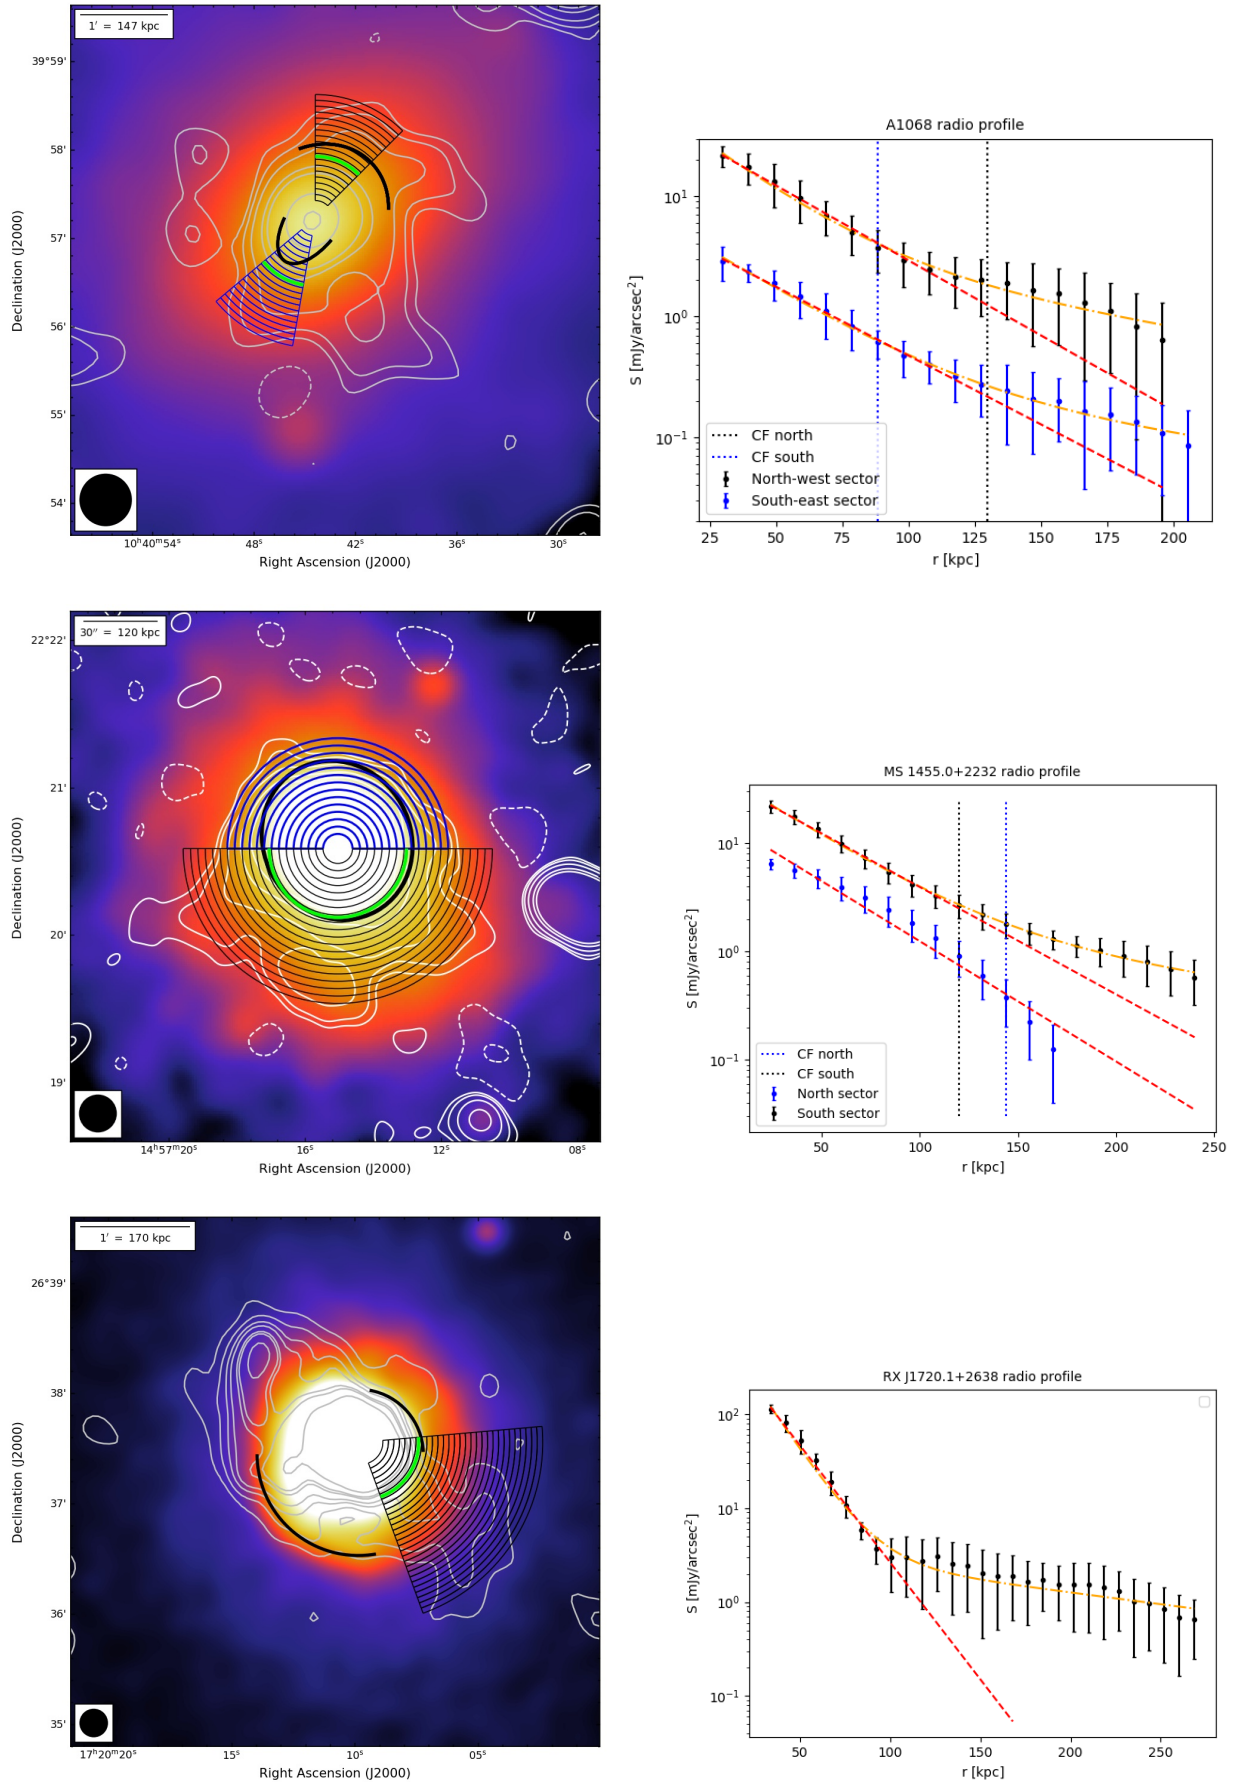 1′ = 147 kpc
39°59'
58'
57'
56'
55'
54'
Declination (J2000)
10ʰ40ᵐ54ˢ 48ˢ 42ˢ 36ˢ 30ˢ
Right Ascension (J2000)
A1068 radio profile
S [mJy/arcsec²]
10¹
10⁰
10⁻¹
CF north
CF south
North-west sector
South-east sector
25 50 75 100 125 150 175 200
r [kpc]
30″ = 120 kpc
22°22'
21'
20'
19'
Declination (J2000)
14ʰ57ᵐ20ˢ 16ˢ 12ˢ 08ˢ
Right Ascension (J2000)
MS 1455.0+2232 radio profile
S [mJy/arcsec²]
10¹
10⁰
10⁻¹
CF north
CF south
North sector
South sector
50 100 150 200 250
r [kpc]
1′ = 170 kpc
26°39'
38'
37'
36'
35'
Declination (J2000)
17ʰ20ᵐ20ˢ 15ˢ 10ˢ 05ˢ
Right Ascension (J2000)
RX J1720.1+2638 radio profile
S [mJy/arcsec²]
10²
10¹
10⁰
10⁻¹
50 100 150 200 250
r [kpc]